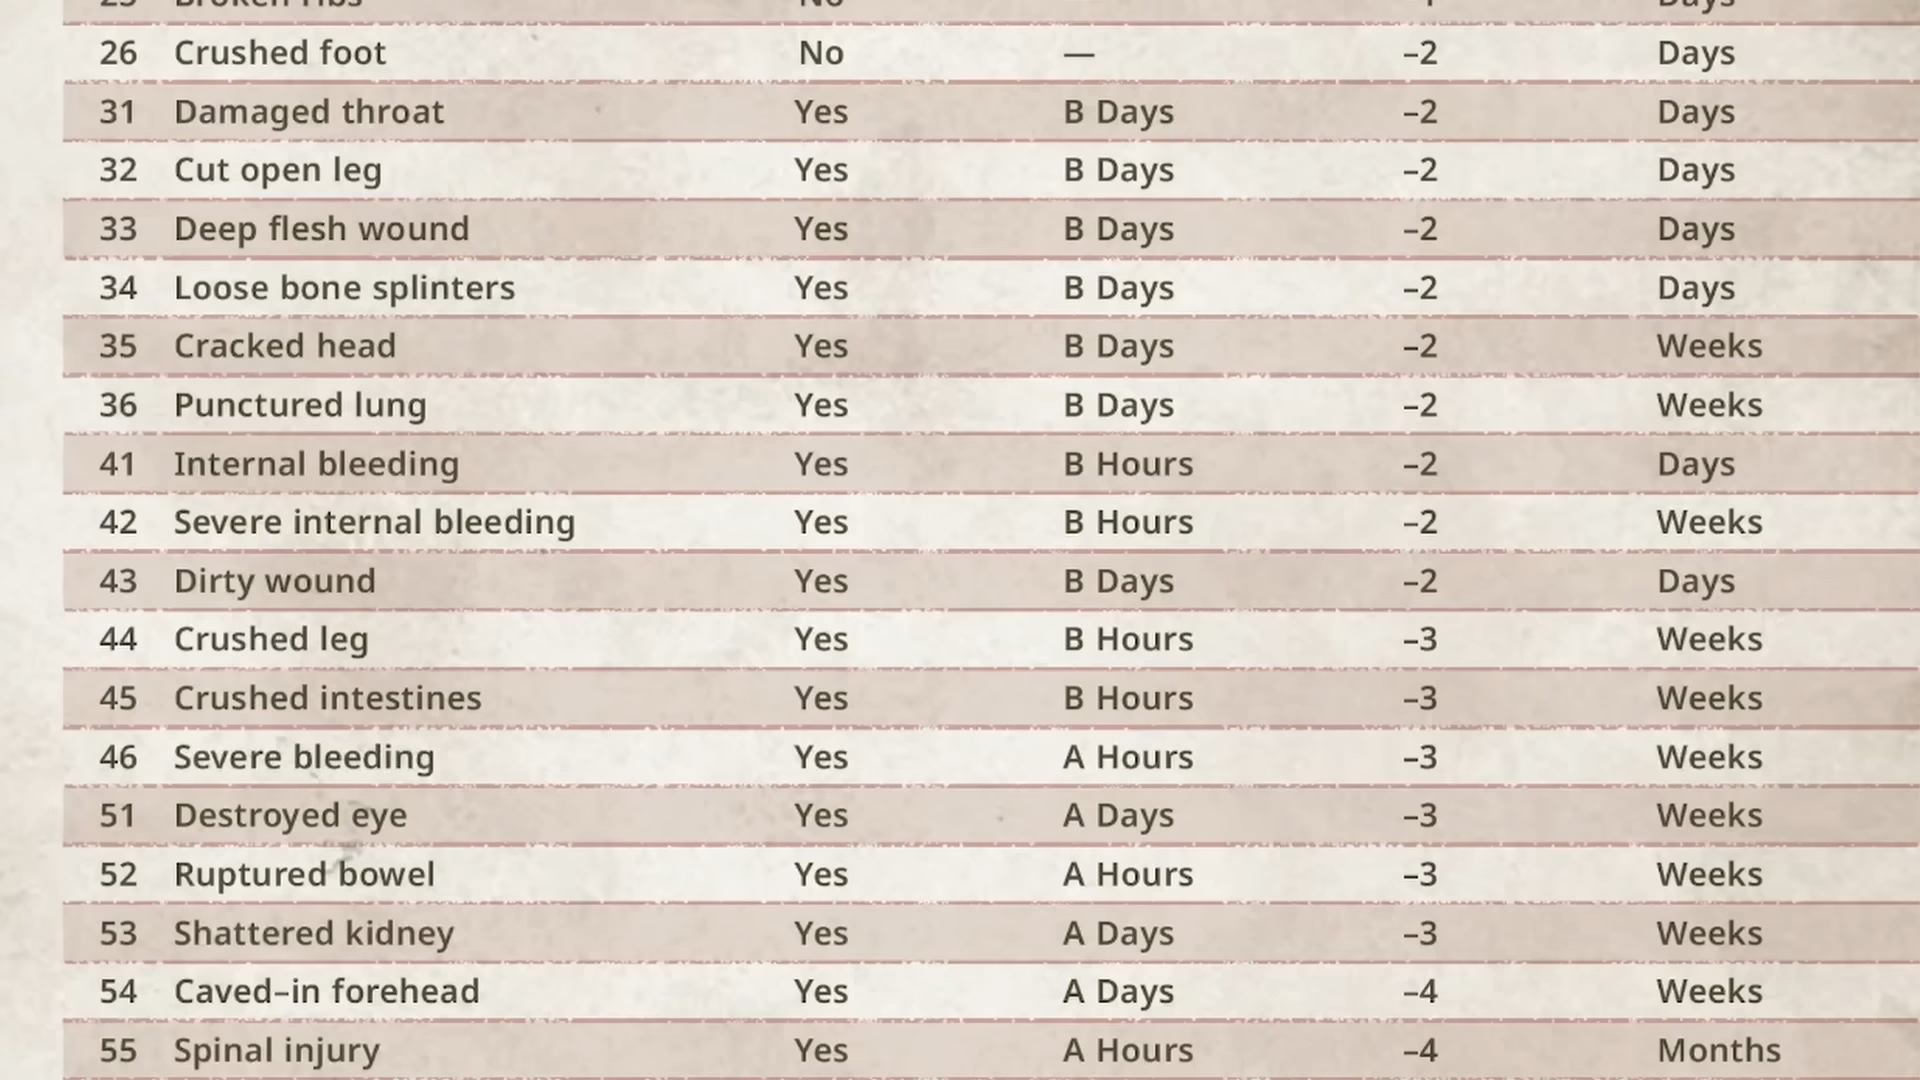 25 Broken ribs No Days
26 Crushed foot No — –2 Days
31 Damaged throat Yes B Days –2 Days
32 Cut open leg Yes B Days –2 Days
33 Deep flesh wound Yes B Days –2 Days
34 Loose bone splinters Yes B Days –2 Days
35 Cracked head Yes B Days –2 Weeks
36 Punctured lung Yes B Days –2 Weeks
41 Internal bleeding Yes B Hours –2 Days
42 Severe internal bleeding Yes B Hours –2 Weeks
43 Dirty wound Yes B Days –2 Days
44 Crushed leg Yes B Hours –3 Weeks
45 Crushed intestines Yes B Hours –3 Weeks
46 Severe bleeding Yes A Hours –3 Weeks
51 Destroyed eye Yes A Days –3 Weeks
52 Ruptured bowel Yes A Hours –3 Weeks
53 Shattered kidney Yes A Days –3 Weeks
54 Caved–in forehead Yes A Days –4 Weeks
55 Spinal injury Yes A Hours –4 Months